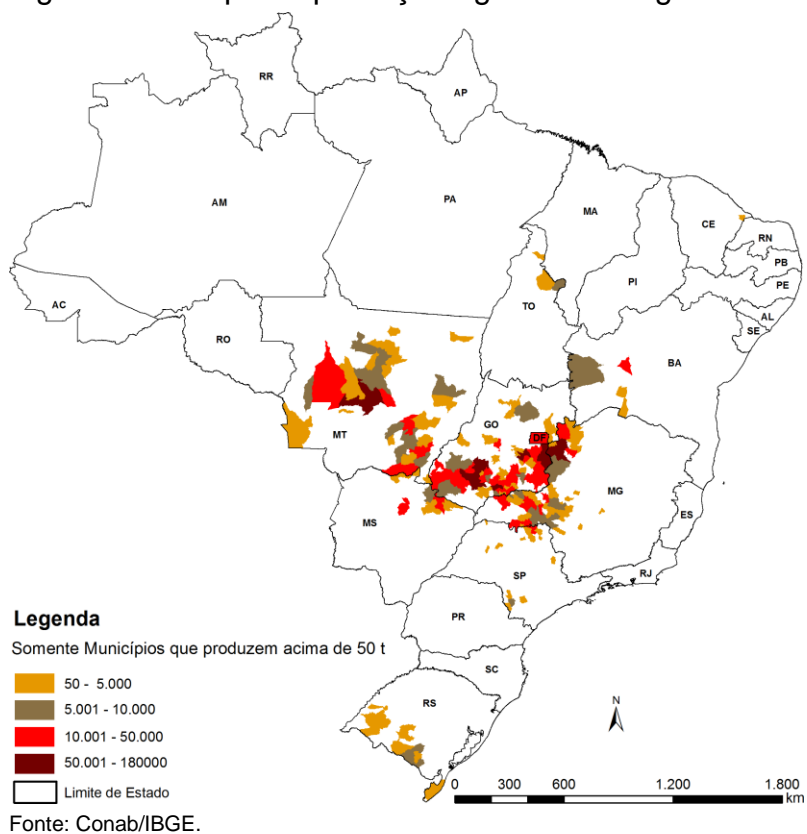 RR
AP
AM
PA
MA
CE
RN
PB
PE
PI
AL
SE
AC
TO
RO
BA
MT
GO
DF
MG
MS
ES
SP
RJ
PR
SC
RS
N
Legenda
Somente Municípios que produzem acima de 50 t
50 - 5.000
5.001 - 10.000
10.001 - 50.000
50.001 - 180000
Limite de Estado
0 300 600 1.200 1.800
km
Fonte: Conab/IBGE.